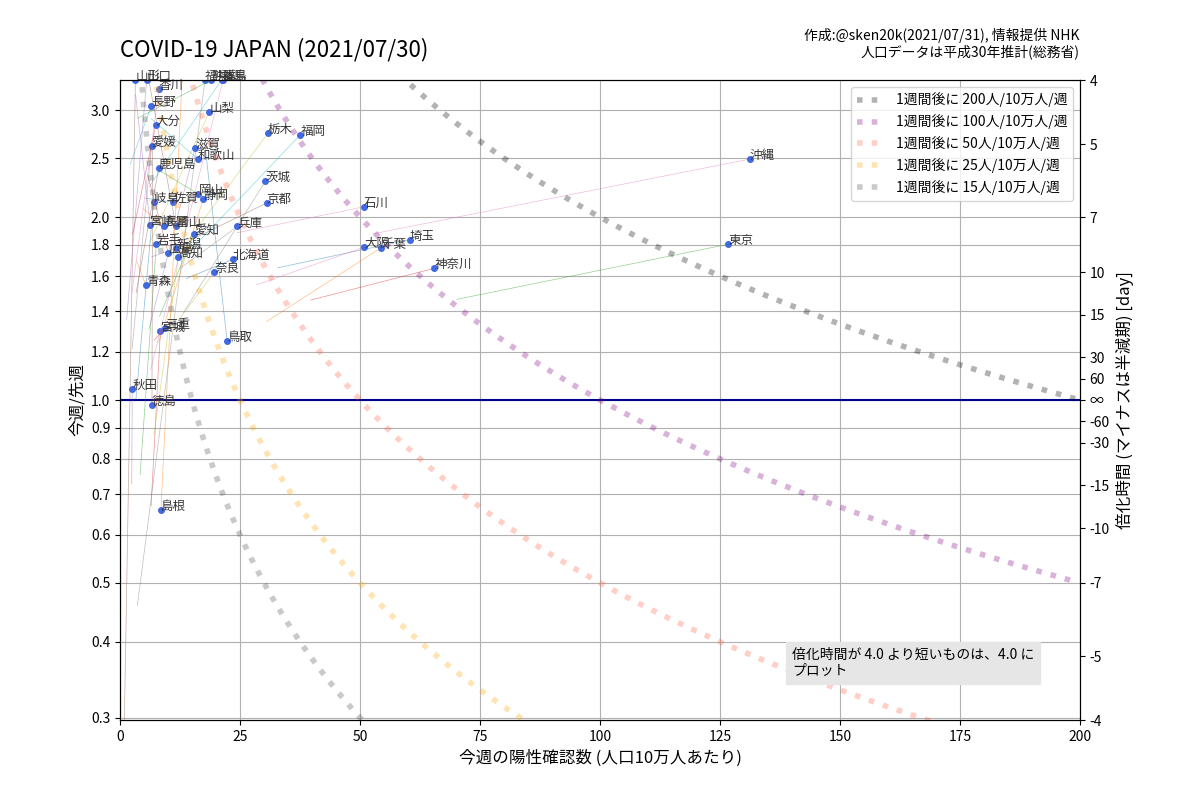 COVID-19 JAPAN (2021/07/30)
作成:@sken20k(2021/07/31), 情報提供 NHK
人口データは平成30年推計(総務省)
1週間後に 200人/10万人/週
1週間後に 100人/10万人/週
1週間後に 50人/10万人/週
1週間後に 25人/10万人/週
1週間後に 15人/10万人/週
香川
長野
山梨
大分
栃木
福岡
愛媛
滋賀
和歌山
沖縄
鹿児島
茨城
岡山
静岡
岐阜
佐賀
京都
石川
兵庫
愛知
岩手
新潟
高知
大阪
千葉
埼玉
東京
北海道
奈良
神奈川
青森
宮城
三重
鳥取
秋田
徳島
島根
3.0
2.5
2.0
1.8
1.6
1.4
1.2
1.0
0.9
0.8
0.7
0.6
0.5
0.4
0.3
今週/先週
4
5
7
10
15
30
60
∞
-60
-30
-15
-10
-7
-5
-4
倍化時間 (マイナスは半減期) [day]
倍化時間が 4.0 より短いものは、4.0 に
プロット
0 25 50 75 100 125 150 175 200
今週の陽性確認数 (人口10万人あたり)